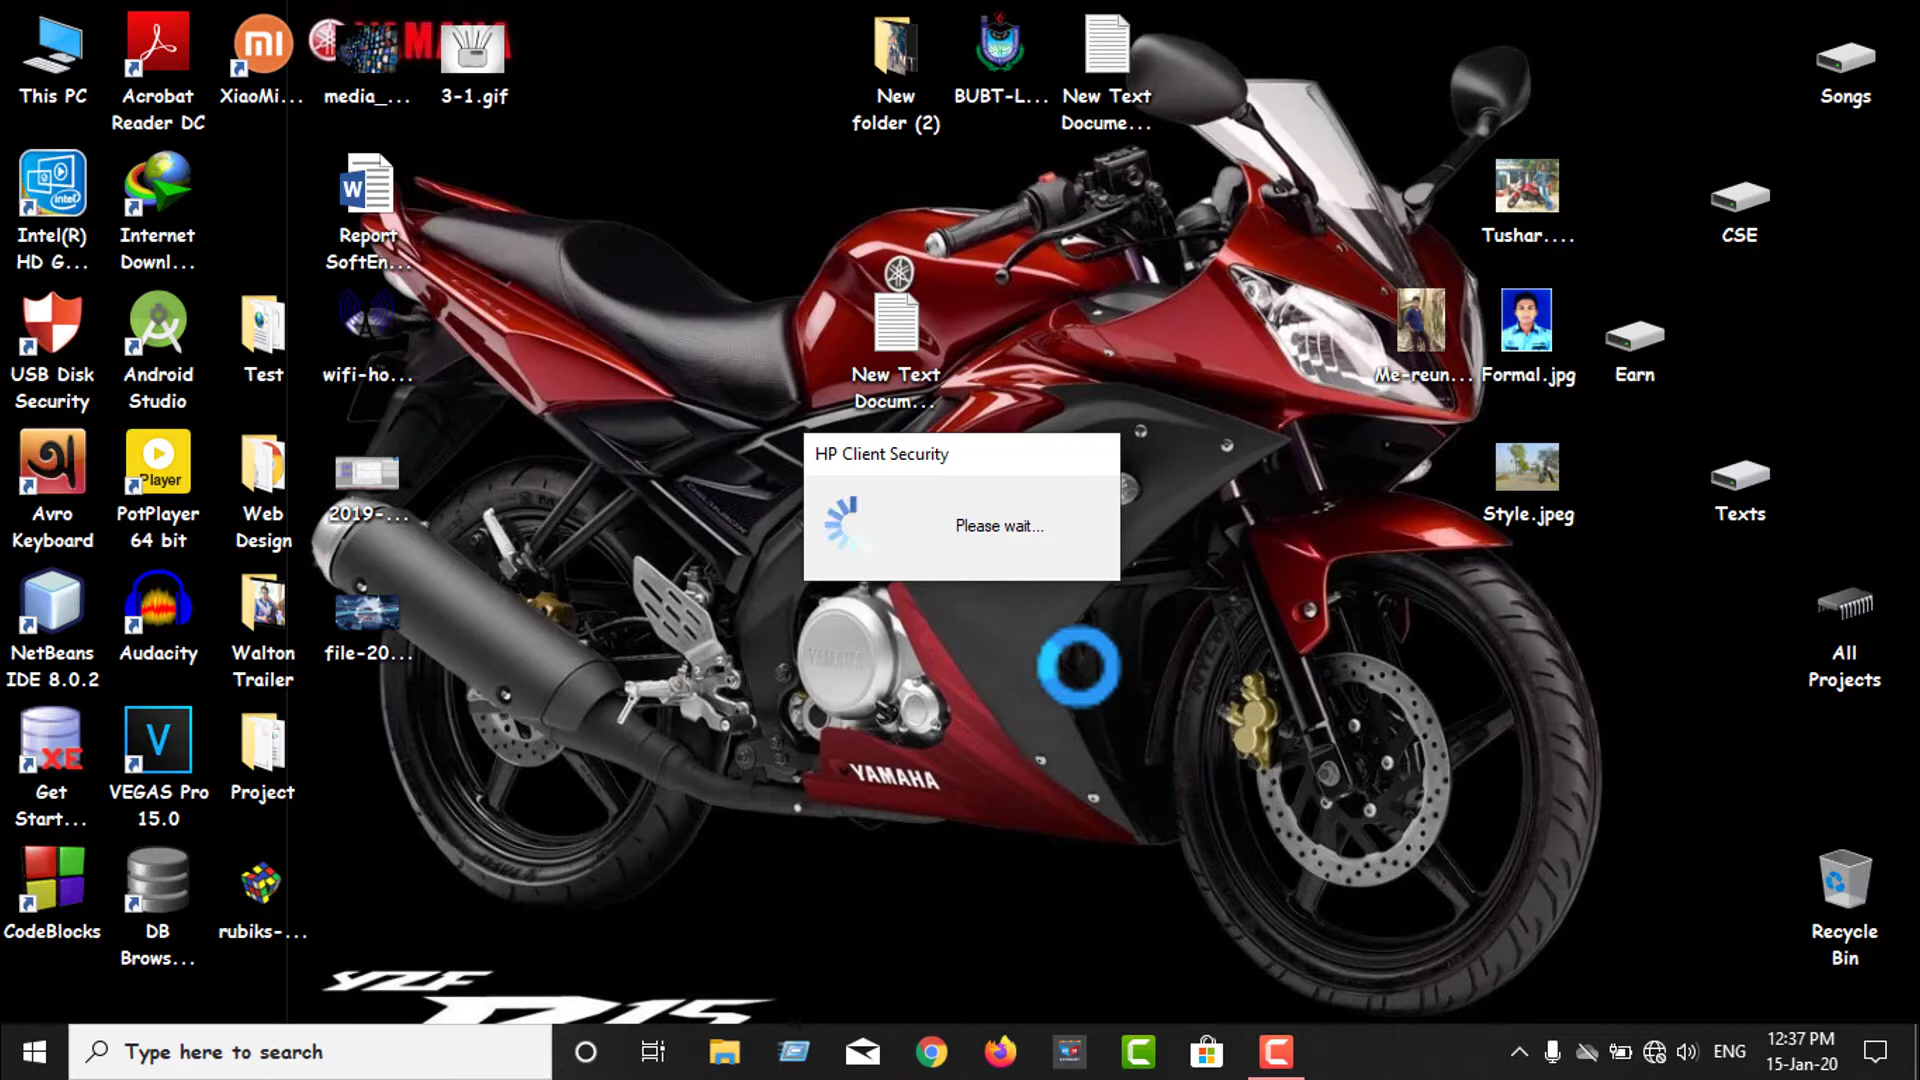 This PC
Acrobat
Reader DC
XiaoMi...
media_...
3-1.gif
New
folder (2)
BUBT-L...
New Text
Docume...
Songs
Intel(R)
HD G...
Internet
Downl...
Report
SoftEn...
Tushar....
CSE
USB Disk
Security
Android
Studio
Test
wifi-ho...
New Text
Docum...
Me-reun...
Formal.jpg
Earn
HP Client Security
Please wait...
Avro
Keyboard
PotPlayer
64 bit
Player
Web
Design
2019-...
Style.jpeg
Texts
NetBeans
IDE 8.0.2
Audacity
Walton
Trailer
file-20...
All
Projects
YAMAHA
YAMAHA
XE
Get
Start...
VEGAS Pro
15.0
Project
CodeBlocks
DB
Brows...
rubiks-...
Recycle
Bin
YZF
R15
Type here to search
ENG
12:37 PM
15-Jan-20